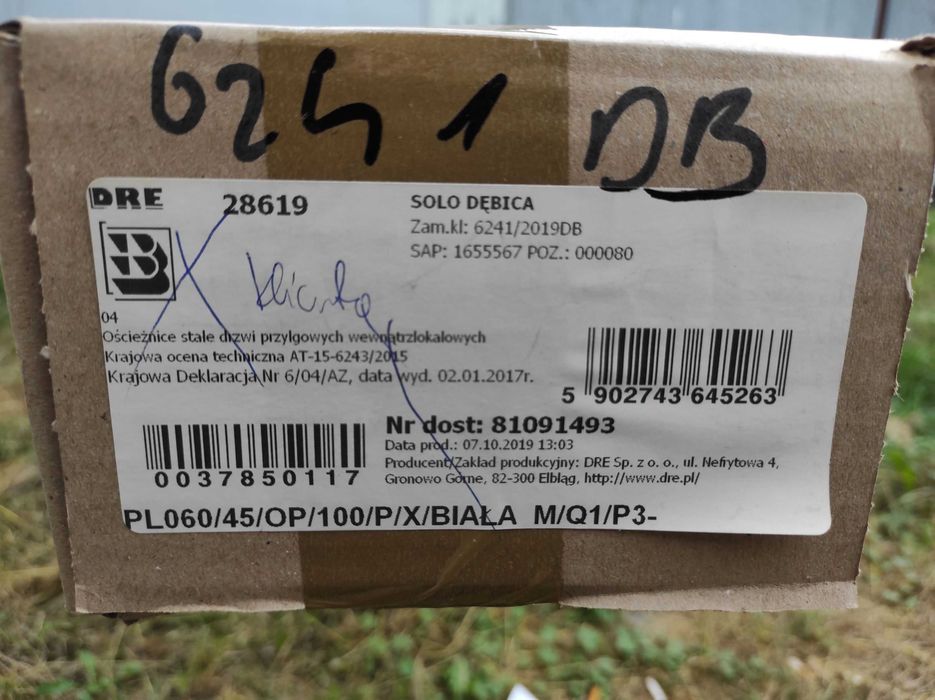 6241 DB
DRE 28619 SOLO DĘBICA
Zam.kl: 6241/2019DB
SAP: 1655567 POZ.: 000080
04
Ościeżnice stałe drzwi przylgowych wewnątrzlokalowych
Krajowa ocena techniczna AT-15-6243/2015
Krajowa Deklaracja Nr 6/04/AZ, data wyd. 02.01.2017r.
5 902743 645263
Nr dost: 81091493
Data prod.: 07.10.2019 13:03
Producent/Zakład produkcyjny: DRE Sp. z o. o., ul. Nefrytowa 4,
Gronowo Górne, 82-300 Elbląg, http://www.dre.pl/
0037850117
PL060/45/OP/100/P/X/BIAŁA M/Q1/P3-